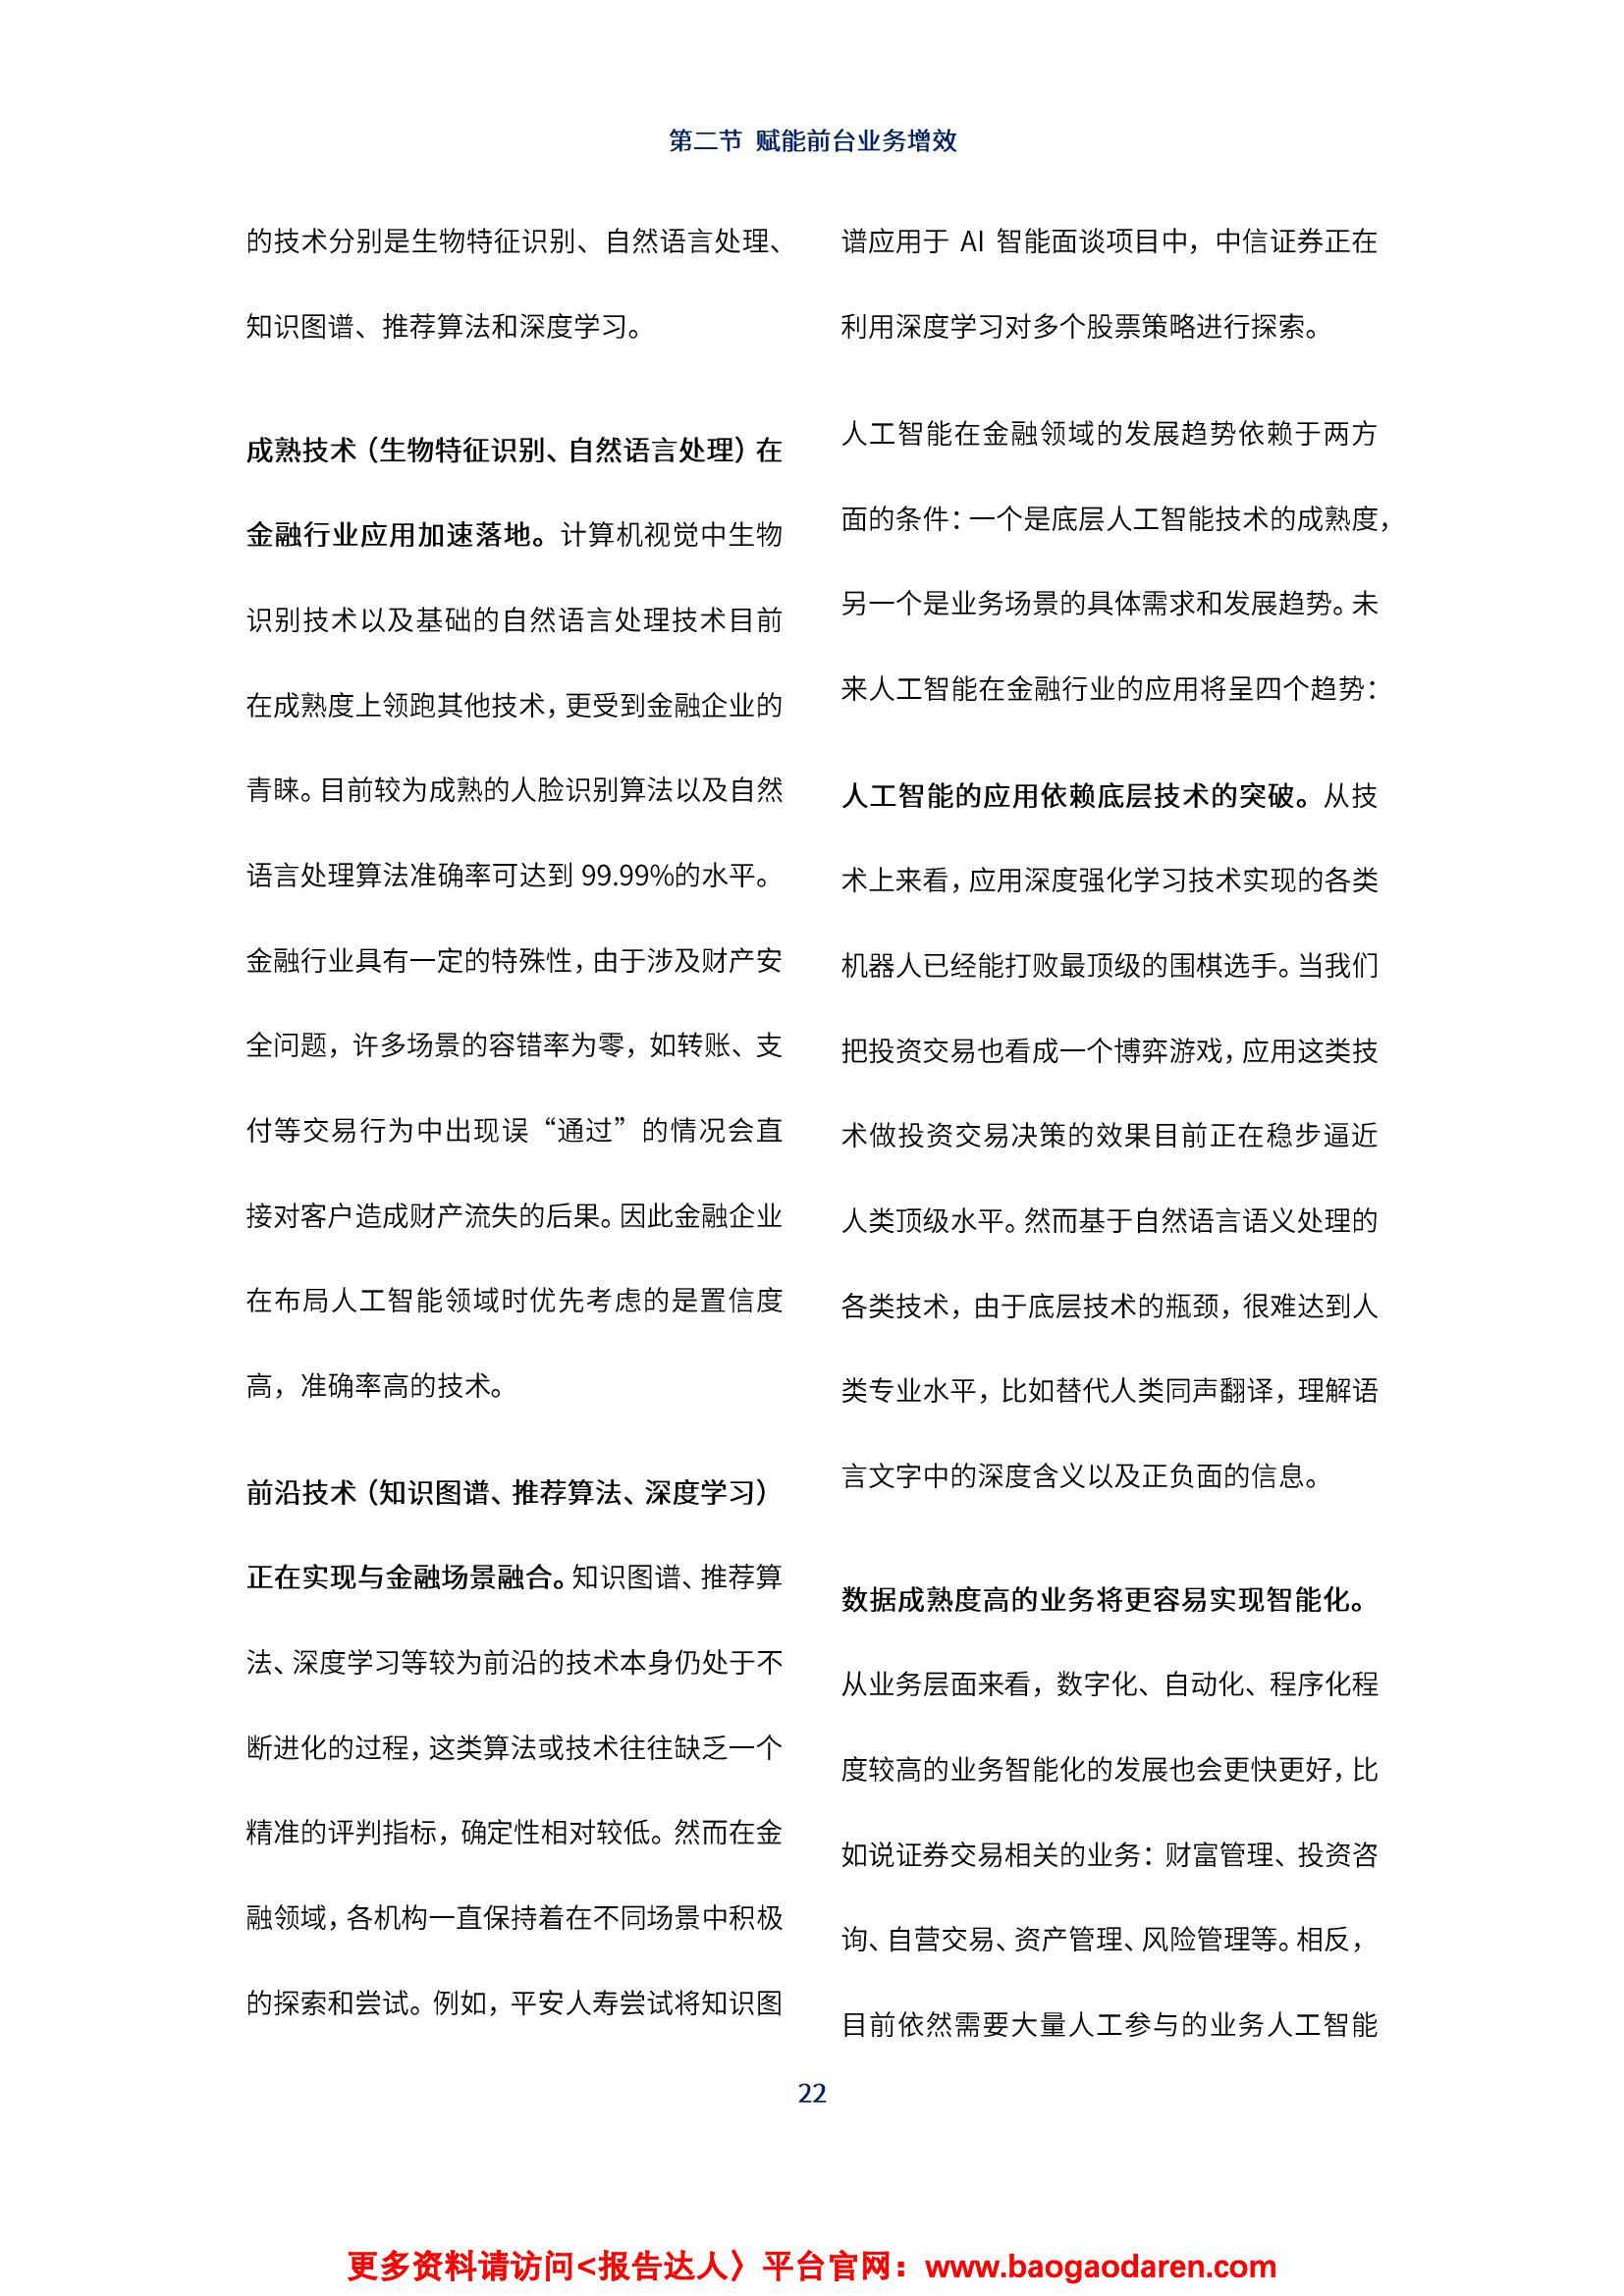 第二节 赋能前台业务增效
的技术分别是生物特征识别、自然语言处理、
知识图谱、推荐算法和深度学习。
成熟技术（生物特征识别、自然语言处理）在
金融行业应用加速落地。计算机视觉中生物
识别技术以及基础的自然语言处理技术目前
在成熟度上领跑其他技术，更受到金融企业的
青睐。目前较为成熟的人脸识别算法以及自然
语言处理算法准确率可达到 99.99%的水平。
金融行业具有一定的特殊性，由于涉及财产安
全问题，许多场景的容错率为零，如转账、支
付等交易行为中出现误“通过”的情况会直
接对客户造成财产流失的后果。因此金融企业
在布局人工智能领域时优先考虑的是置信度
高，准确率高的技术。
前沿技术（知识图谱、推荐算法、深度学习）
正在实现与金融场景融合。知识图谱、推荐算
法、深度学习等较为前沿的技术本身仍处于不
断进化的过程，这类算法或技术往往缺乏一个
精准的评判指标，确定性相对较低。然而在金
融领域，各机构一直保持着在不同场景中积极
的探索和尝试。例如，平安人寿尝试将知识图
谱应用于 AI 智能面谈项目中，中信证券正在
利用深度学习对多个股票策略进行探索。
人工智能在金融领域的发展趋势依赖于两方
面的条件：一个是底层人工智能技术的成熟度，
另一个是业务场景的具体需求和发展趋势。未
来人工智能在金融行业的应用将呈四个趋势：
人工智能的应用依赖底层技术的突破。从技
术上来看，应用深度强化学习技术实现的各类
机器人已经能打败最顶级的围棋选手。当我们
把投资交易也看成一个博弈游戏，应用这类技
术做投资交易决策的效果目前正在稳步逼近
人类顶级水平。然而基于自然语言语义处理的
各类技术，由于底层技术的瓶颈，很难达到人
类专业水平，比如替代人类同声翻译，理解语
言文字中的深度含义以及正负面的信息。
数据成熟度高的业务将更容易实现智能化。
从业务层面来看，数字化、自动化、程序化程
度较高的业务智能化的发展也会更快更好，比
如说证券交易相关的业务：财富管理、投资咨
询、自营交易、资产管理、风险管理等。相反，
目前依然需要大量人工参与的业务人工智能
22
更多资料请访问<报告达人〉平台官网：www.baogaodaren.com